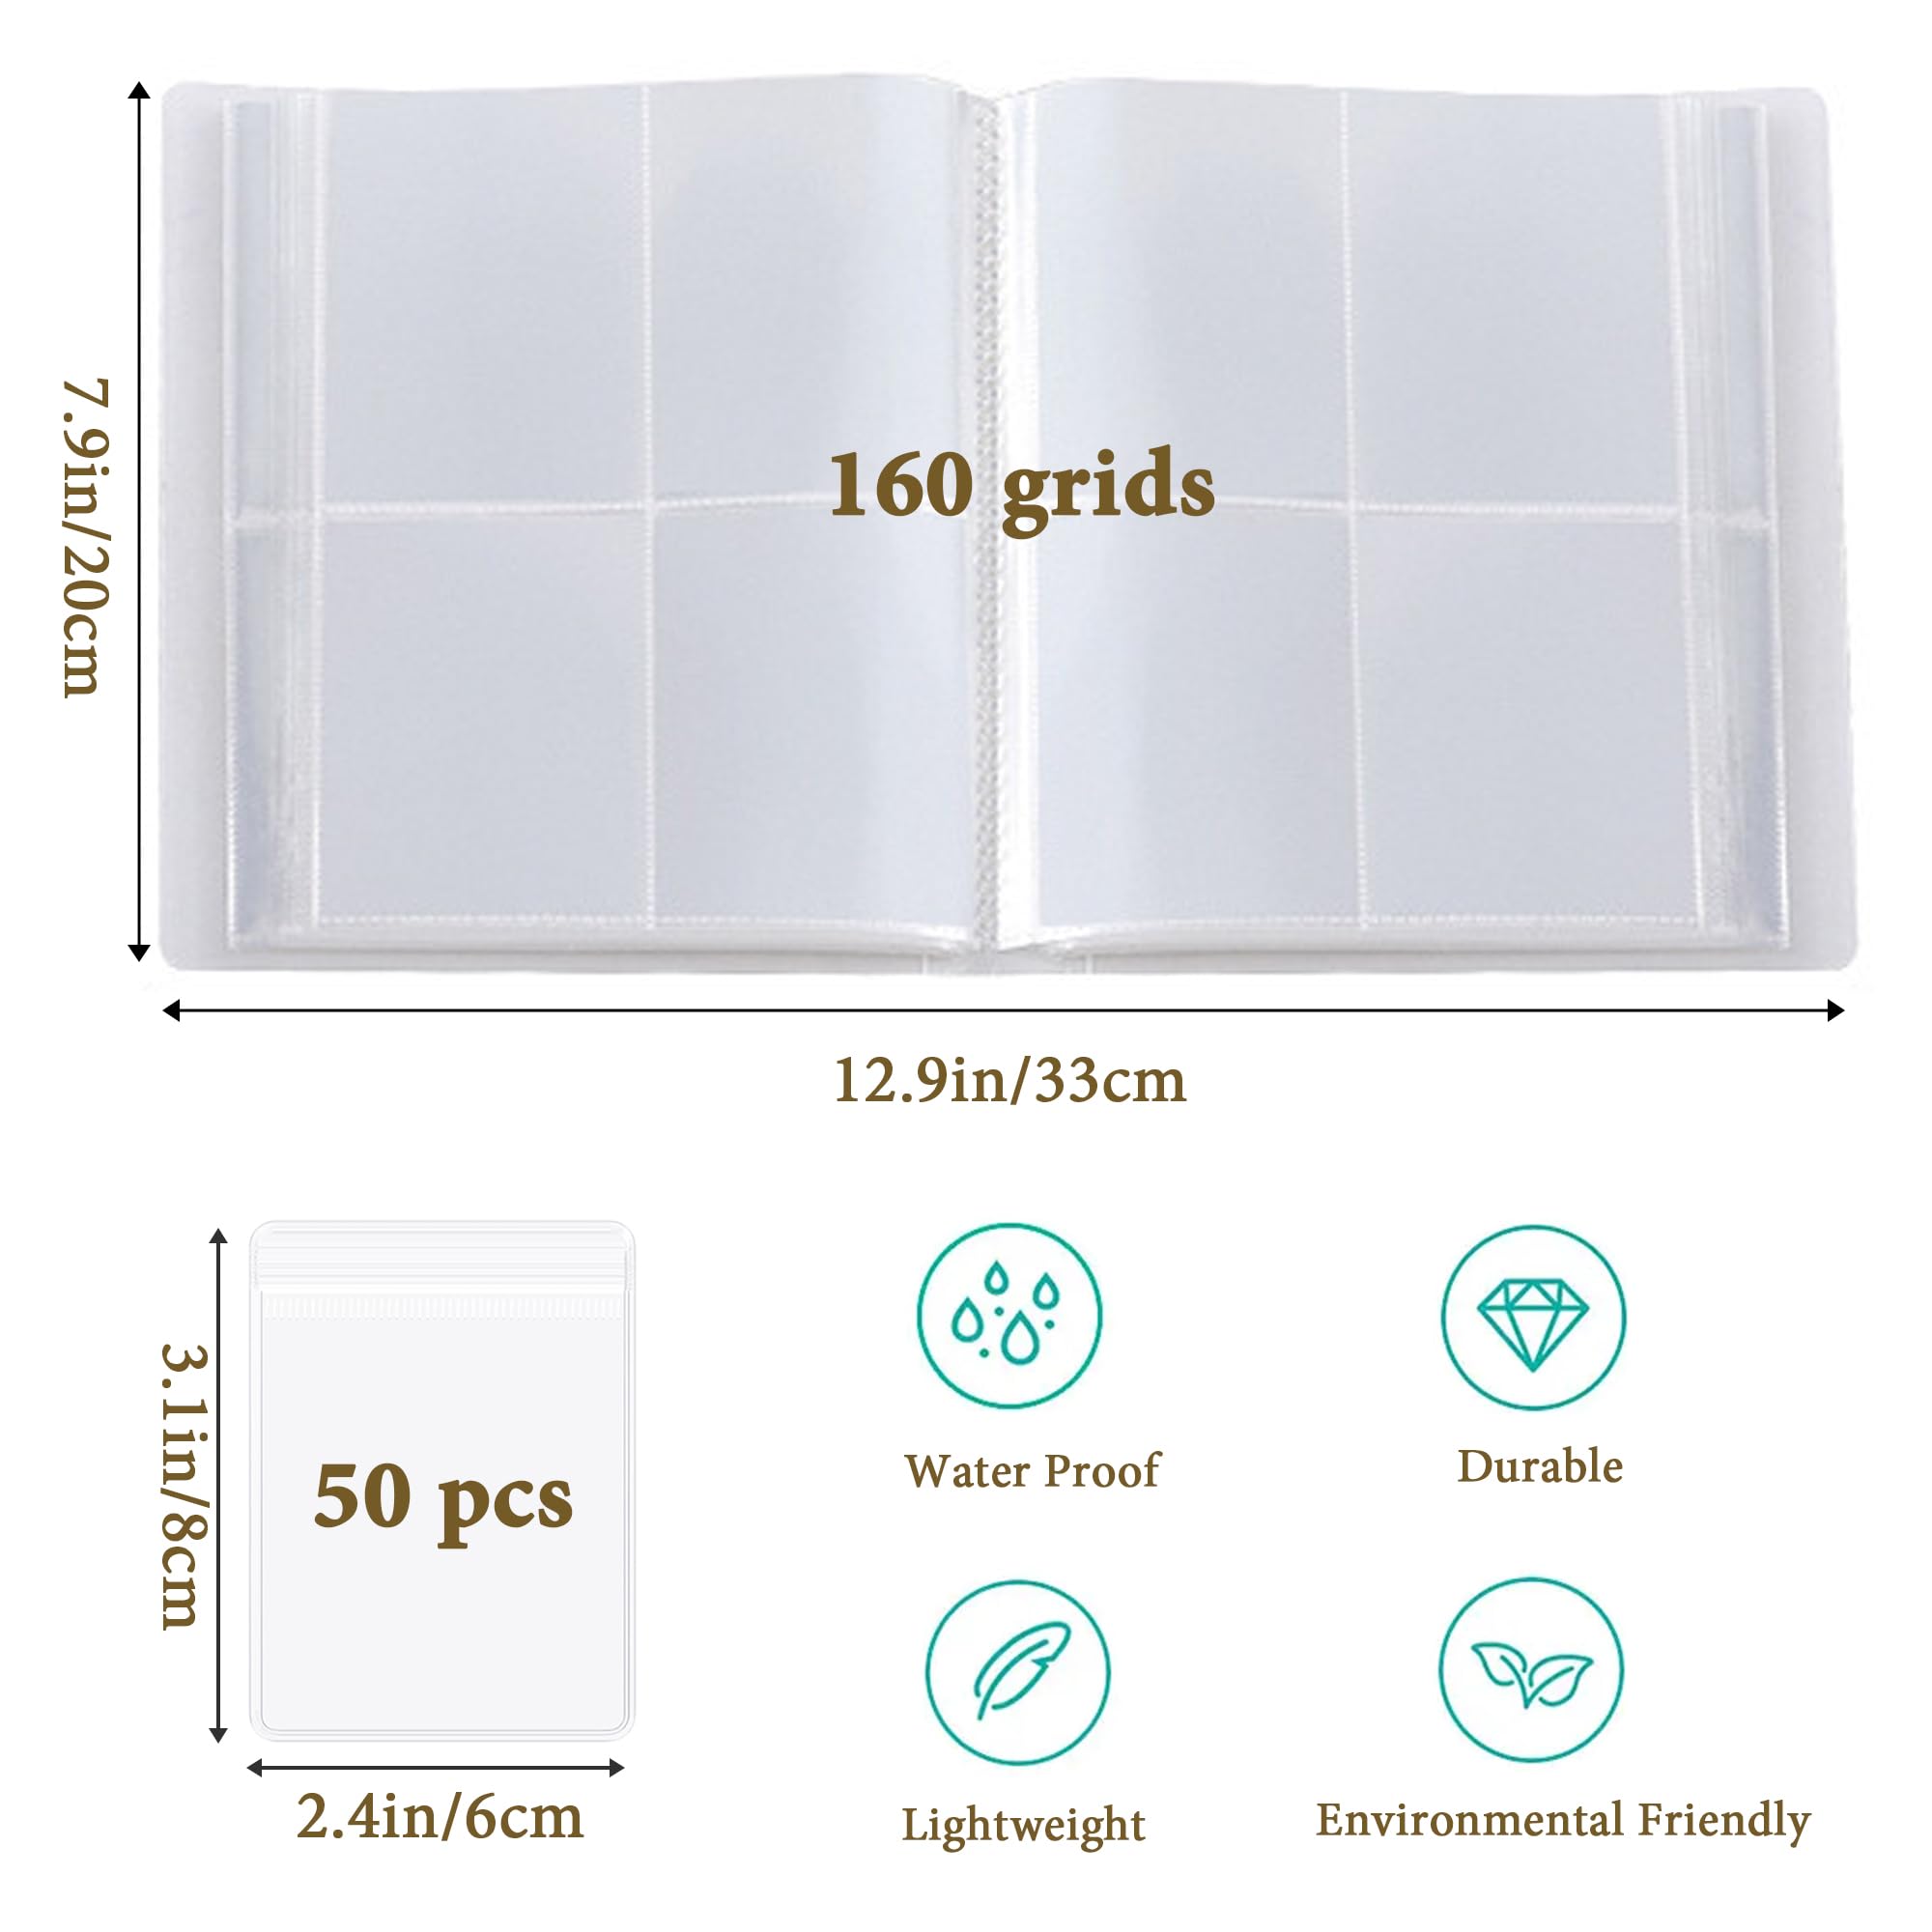 7.9in/20cm
160 grids
12.9in/33cm
3.1in/8cm
50 pcs
2.4in/6cm
Water Proof
Durable
Lightweight
Environmental Friendly